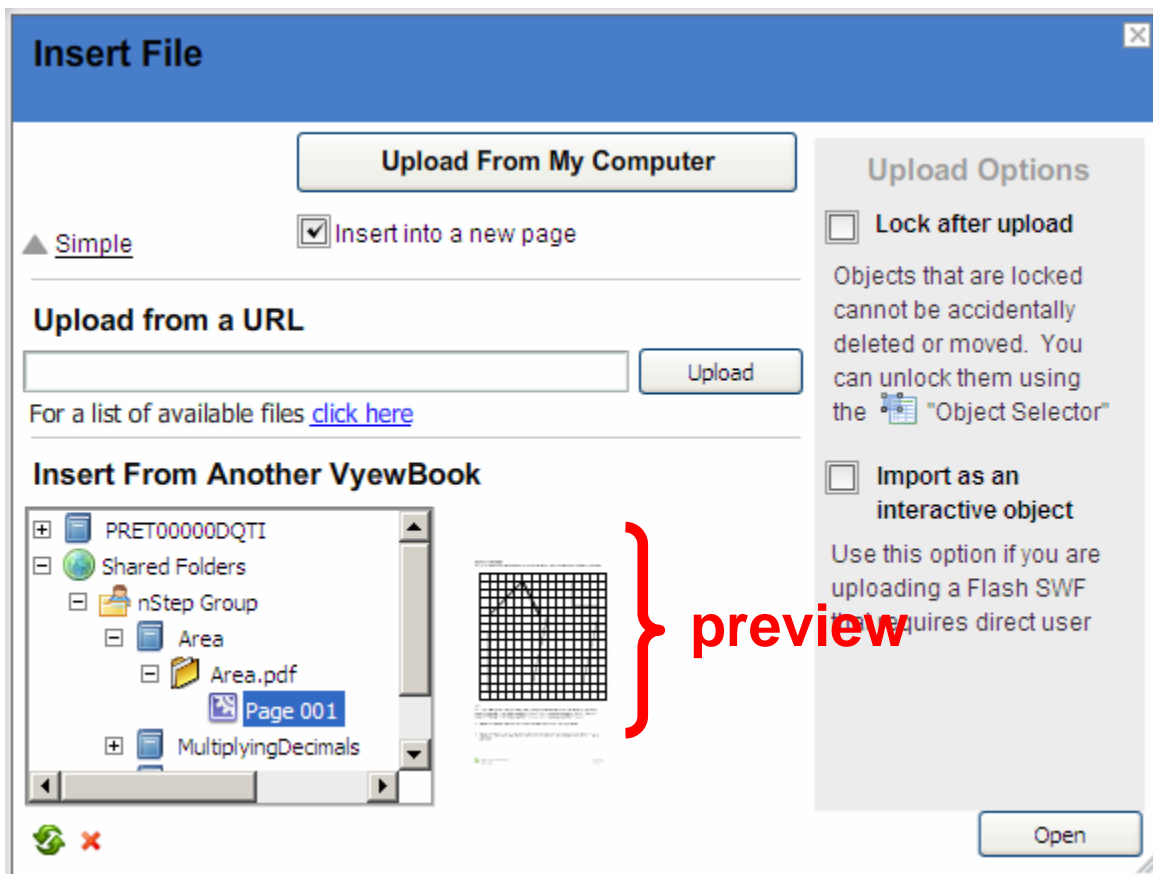 Insert File
Upload From My Computer
Simple
Insert into a new page
Upload from a URL
Upload
For a list of available files click here
Insert From Another VyewBook
PRET00000DQTI
Shared Folders
nStep Group
Area
Area.pdf
Page 001
MultiplyingDecimals
preview
Upload Options
Lock after upload
Objects that are locked
cannot be accidentally
deleted or moved. You
can unlock them using
the "Object Selector"
Import as an
interactive object
Use this option if you are
uploading a Flash SWF
that requires direct user
Open